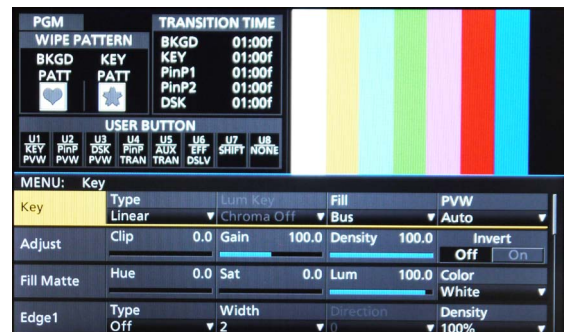 PGM
WIPE PATTERN
BKGD KEY
PATT PATT
TRANSITION TIME
BKGD 01:00f
KEY 01:00f
PinP1 01:00f
PinP2 01:00f
DSK 01:00f
USER BUTTON
U1 U2 U3 U4 U5 U6 U7 U8
KEY PinP DSK PinP AUX EFF SHIFT NONE
PVW PVW PVW TRAN TRAN DSLV
MENU: Key
Key Type Lum Key Fill PVW
Linear Chroma Off Bus Auto
Adjust Clip 0.0 Gain 100.0 Density 100.0 Invert
Off On
Fill Matte Hue 0.0 Sat 0.0 Lum 100.0 Color
White
Edge1 Type Width Direction Density
Off 2 0 100%